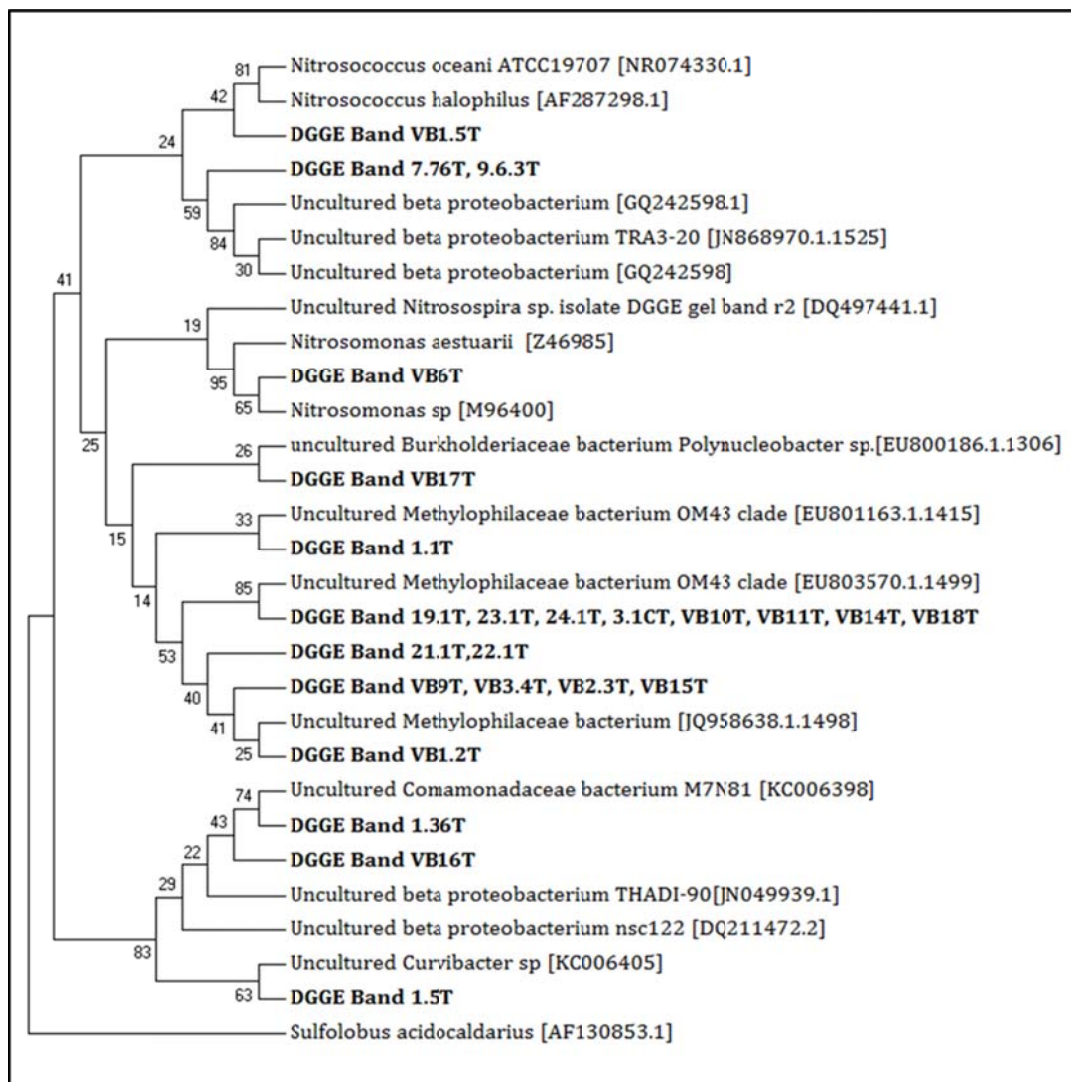 81
Nitrosococcus oceani ATCC19707 [NR074330.1]
42
Nitrosococcus halophilus [AF287298.1]
24
DGGE Band VB1.5T
DGGE Band 7.76T, 9.6.3T
59
Uncultured beta proteobacterium [GQ242598.1]
84
Uncultured beta proteobacterium TRA3-20 [JN868970.1.1525]
30
Uncultured beta proteobacterium [GQ242598]
41
Uncultured Nitrosospira sp. isolate DGGE gel band r2 [DQ497441.1]
19
Nitrosomonas aestuarii [Z46985]
95
DGGE Band VB6T
65
Nitrosomonas sp [M96400]
25
26
uncultured Burkholderiaceae bacterium Polynucleobacter sp.[EU800186.1.1306]
DGGE Band VB17T
15
33
Uncultured Methylophilaceae bacterium OM43 clade [EU801163.1.1415]
DGGE Band 1.1T
14
85
Uncultured Methylophilaceae bacterium OM43 clade [EU803570.1.1499]
DGGE Band 19.1T, 23.1T, 24.1T, 3.1CT, VB10T, VB11T, VB14T, VB18T
53
DGGE Band 21.1T,22.1T
40
DGGE Band VB9T, VB3.4T, VB2.3T, VB15T
41
Uncultured Methylophilaceae bacterium [JQ958638.1.1498]
25
DGGE Band VB1.2T
74
Uncultured Comamonadaceae bacterium M7N81 [KC006398]
43
DGGE Band 1.36T
22
DGGE Band VB16T
29
Uncultured beta proteobacterium THADI-90[JN049939.1]
Uncultured beta proteobacterium nsc122 [DQ211472.2]
83
Uncultured Curvibacter sp [KC006405]
63
DGGE Band 1.5T
Sulfolobus acidocaldarius [AF130853.1]